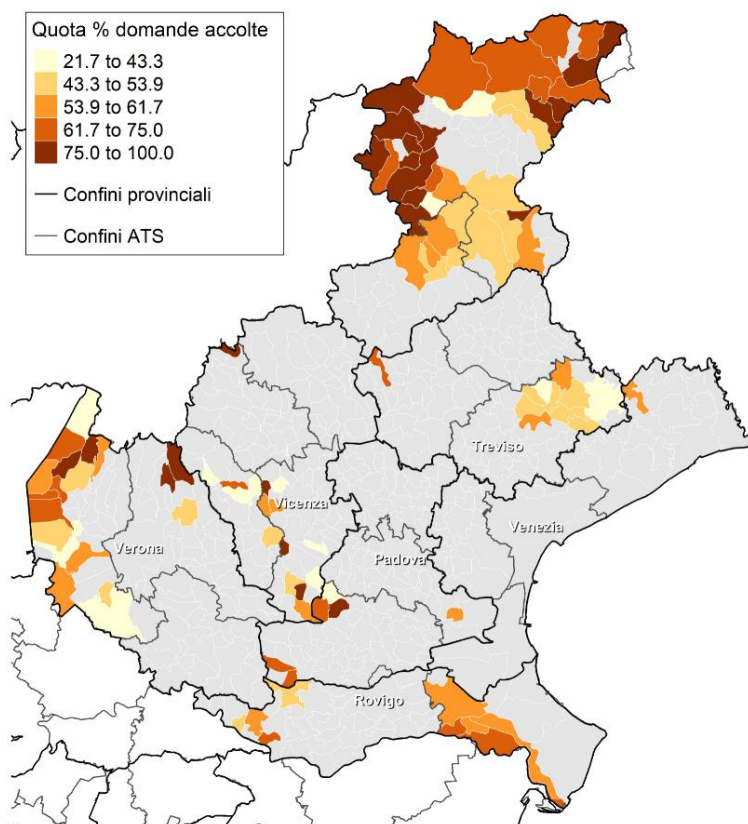 Quota % domande accolte
21.7 to 43.3
43.3 to 53.9
53.9 to 61.7
61.7 to 75.0
75.0 to 100.0
Confini provinciali
Confini ATS
Treviso
Vicenza
Venezia
Verona
Padova
Rovigo